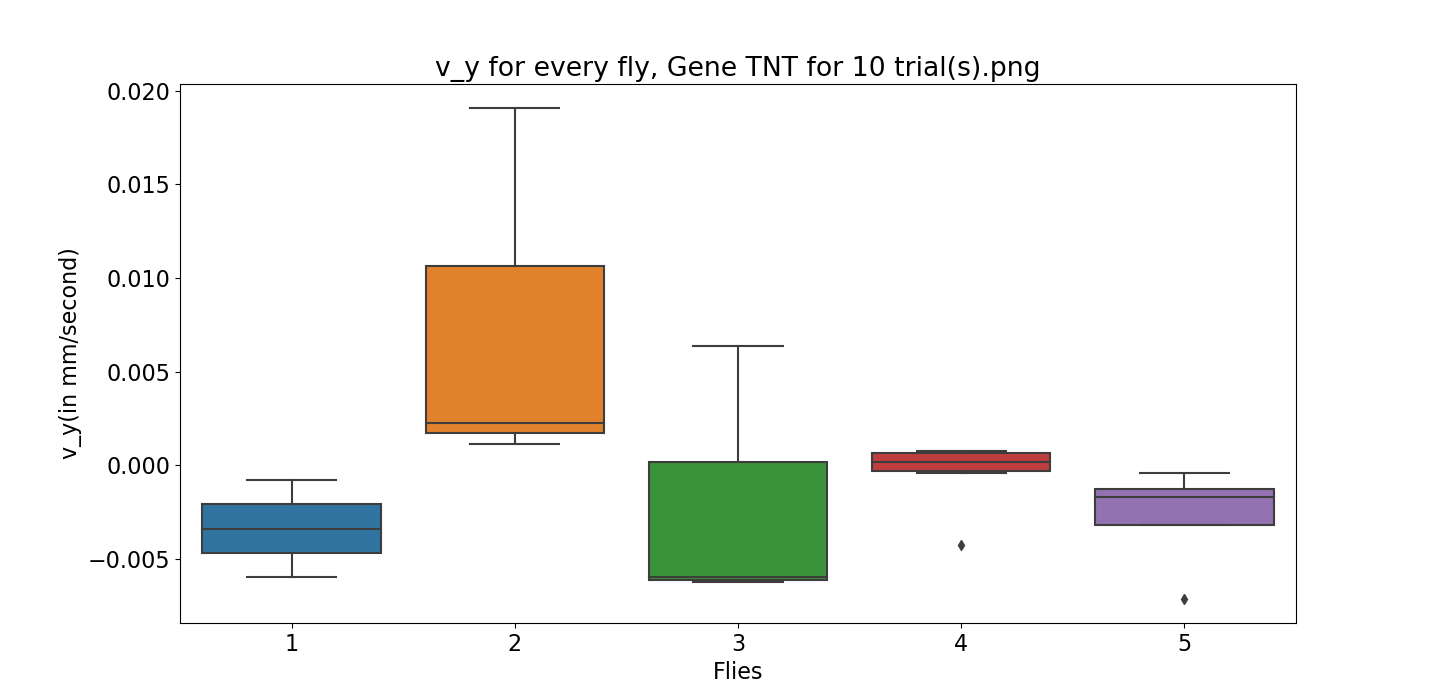 v_y for every fly, Gene TNT for 10 trial(s).png
0.020
0.015
0.010
0.005
0.000
−0.005
v_y(in mm/second)
1 2 3 4 5
Flies